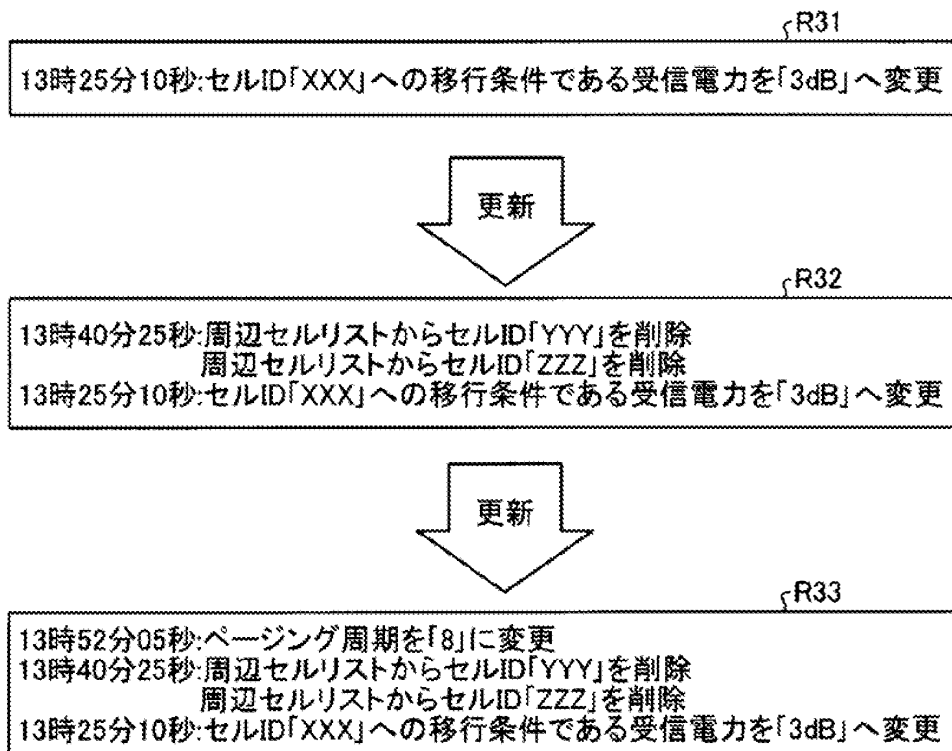 R31
13時25分10秒:セルID「XXX」への移行条件である受信電力を「3dB」へ変更
更新
R32
13時40分25秒:周辺セルリストからセルID「YYY」を削除
周辺セルリストからセルID「ZZZ」を削除
13時25分10秒:セルID「XXX」への移行条件である受信電力を「3dB」へ変更
更新
R33
13時52分05秒:ページング周期を「8」に変更
13時40分25秒:周辺セルリストからセルID「YYY」を削除
周辺セルリストからセルID「ZZZ」を削除
13時25分10秒:セルID「XXX」への移行条件である受信電力を「3dB」へ変更